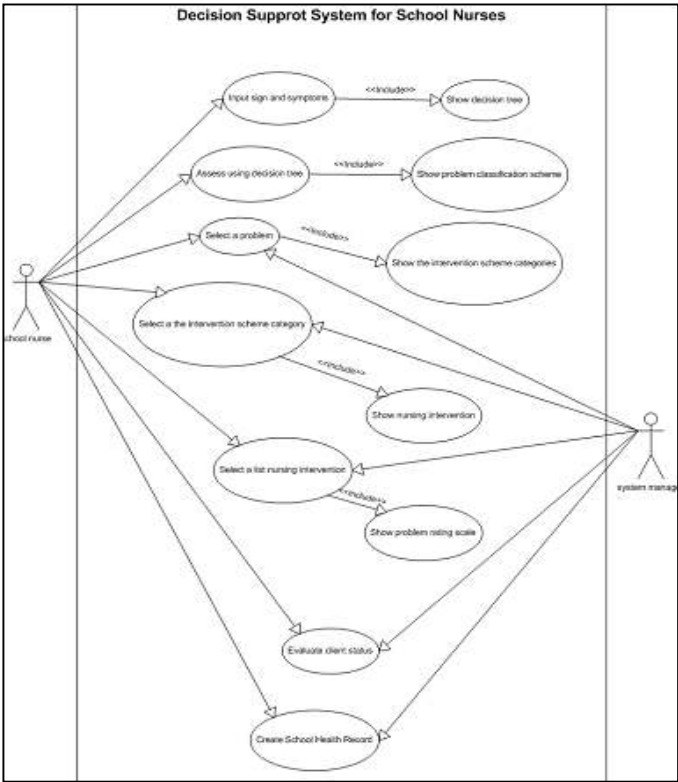 Decision Supprot System for School Nurses
Input sign and symptoms
<<Include>>
Show decision tree
Assess using decision tree
<<Include>>
Show problem classification scheme
Select a problem
<<Include>>
Show the intervention scheme categories
chool nurse
Select a the intervention scheme category
<<Include>>
Show nursing intervention
Select a list nursing intervention
system manage
<<Include>>
Show problem rating scale
Evaluate client status
Create School Health Record